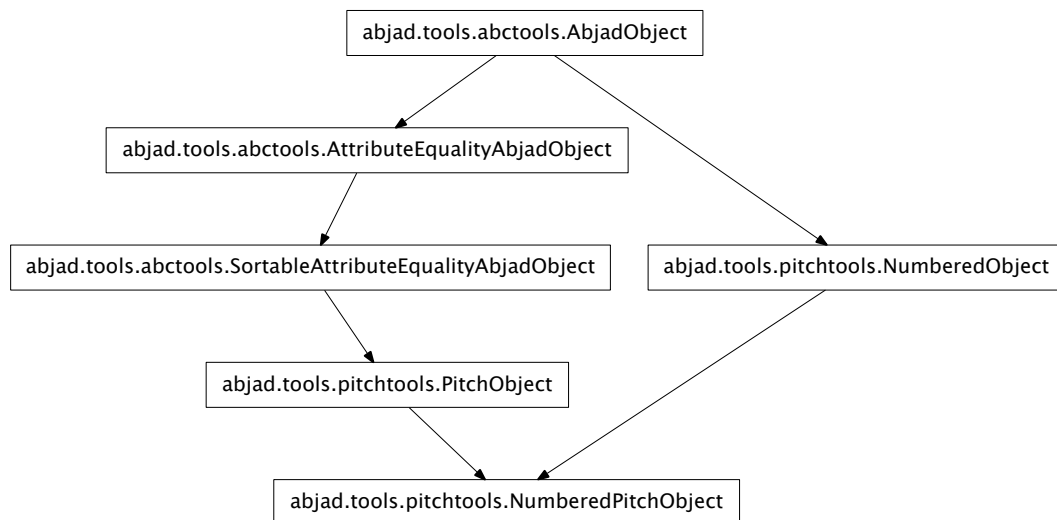 abjad.tools.abctools.AbjadObject
abjad.tools.abctools.AttributeEqualityAbjadObject
abjad.tools.abctools.SortableAttributeEqualityAbjadObject
abjad.tools.pitchtools.NumberedObject
abjad.tools.pitchtools.PitchObject
abjad.tools.pitchtools.NumberedPitchObject